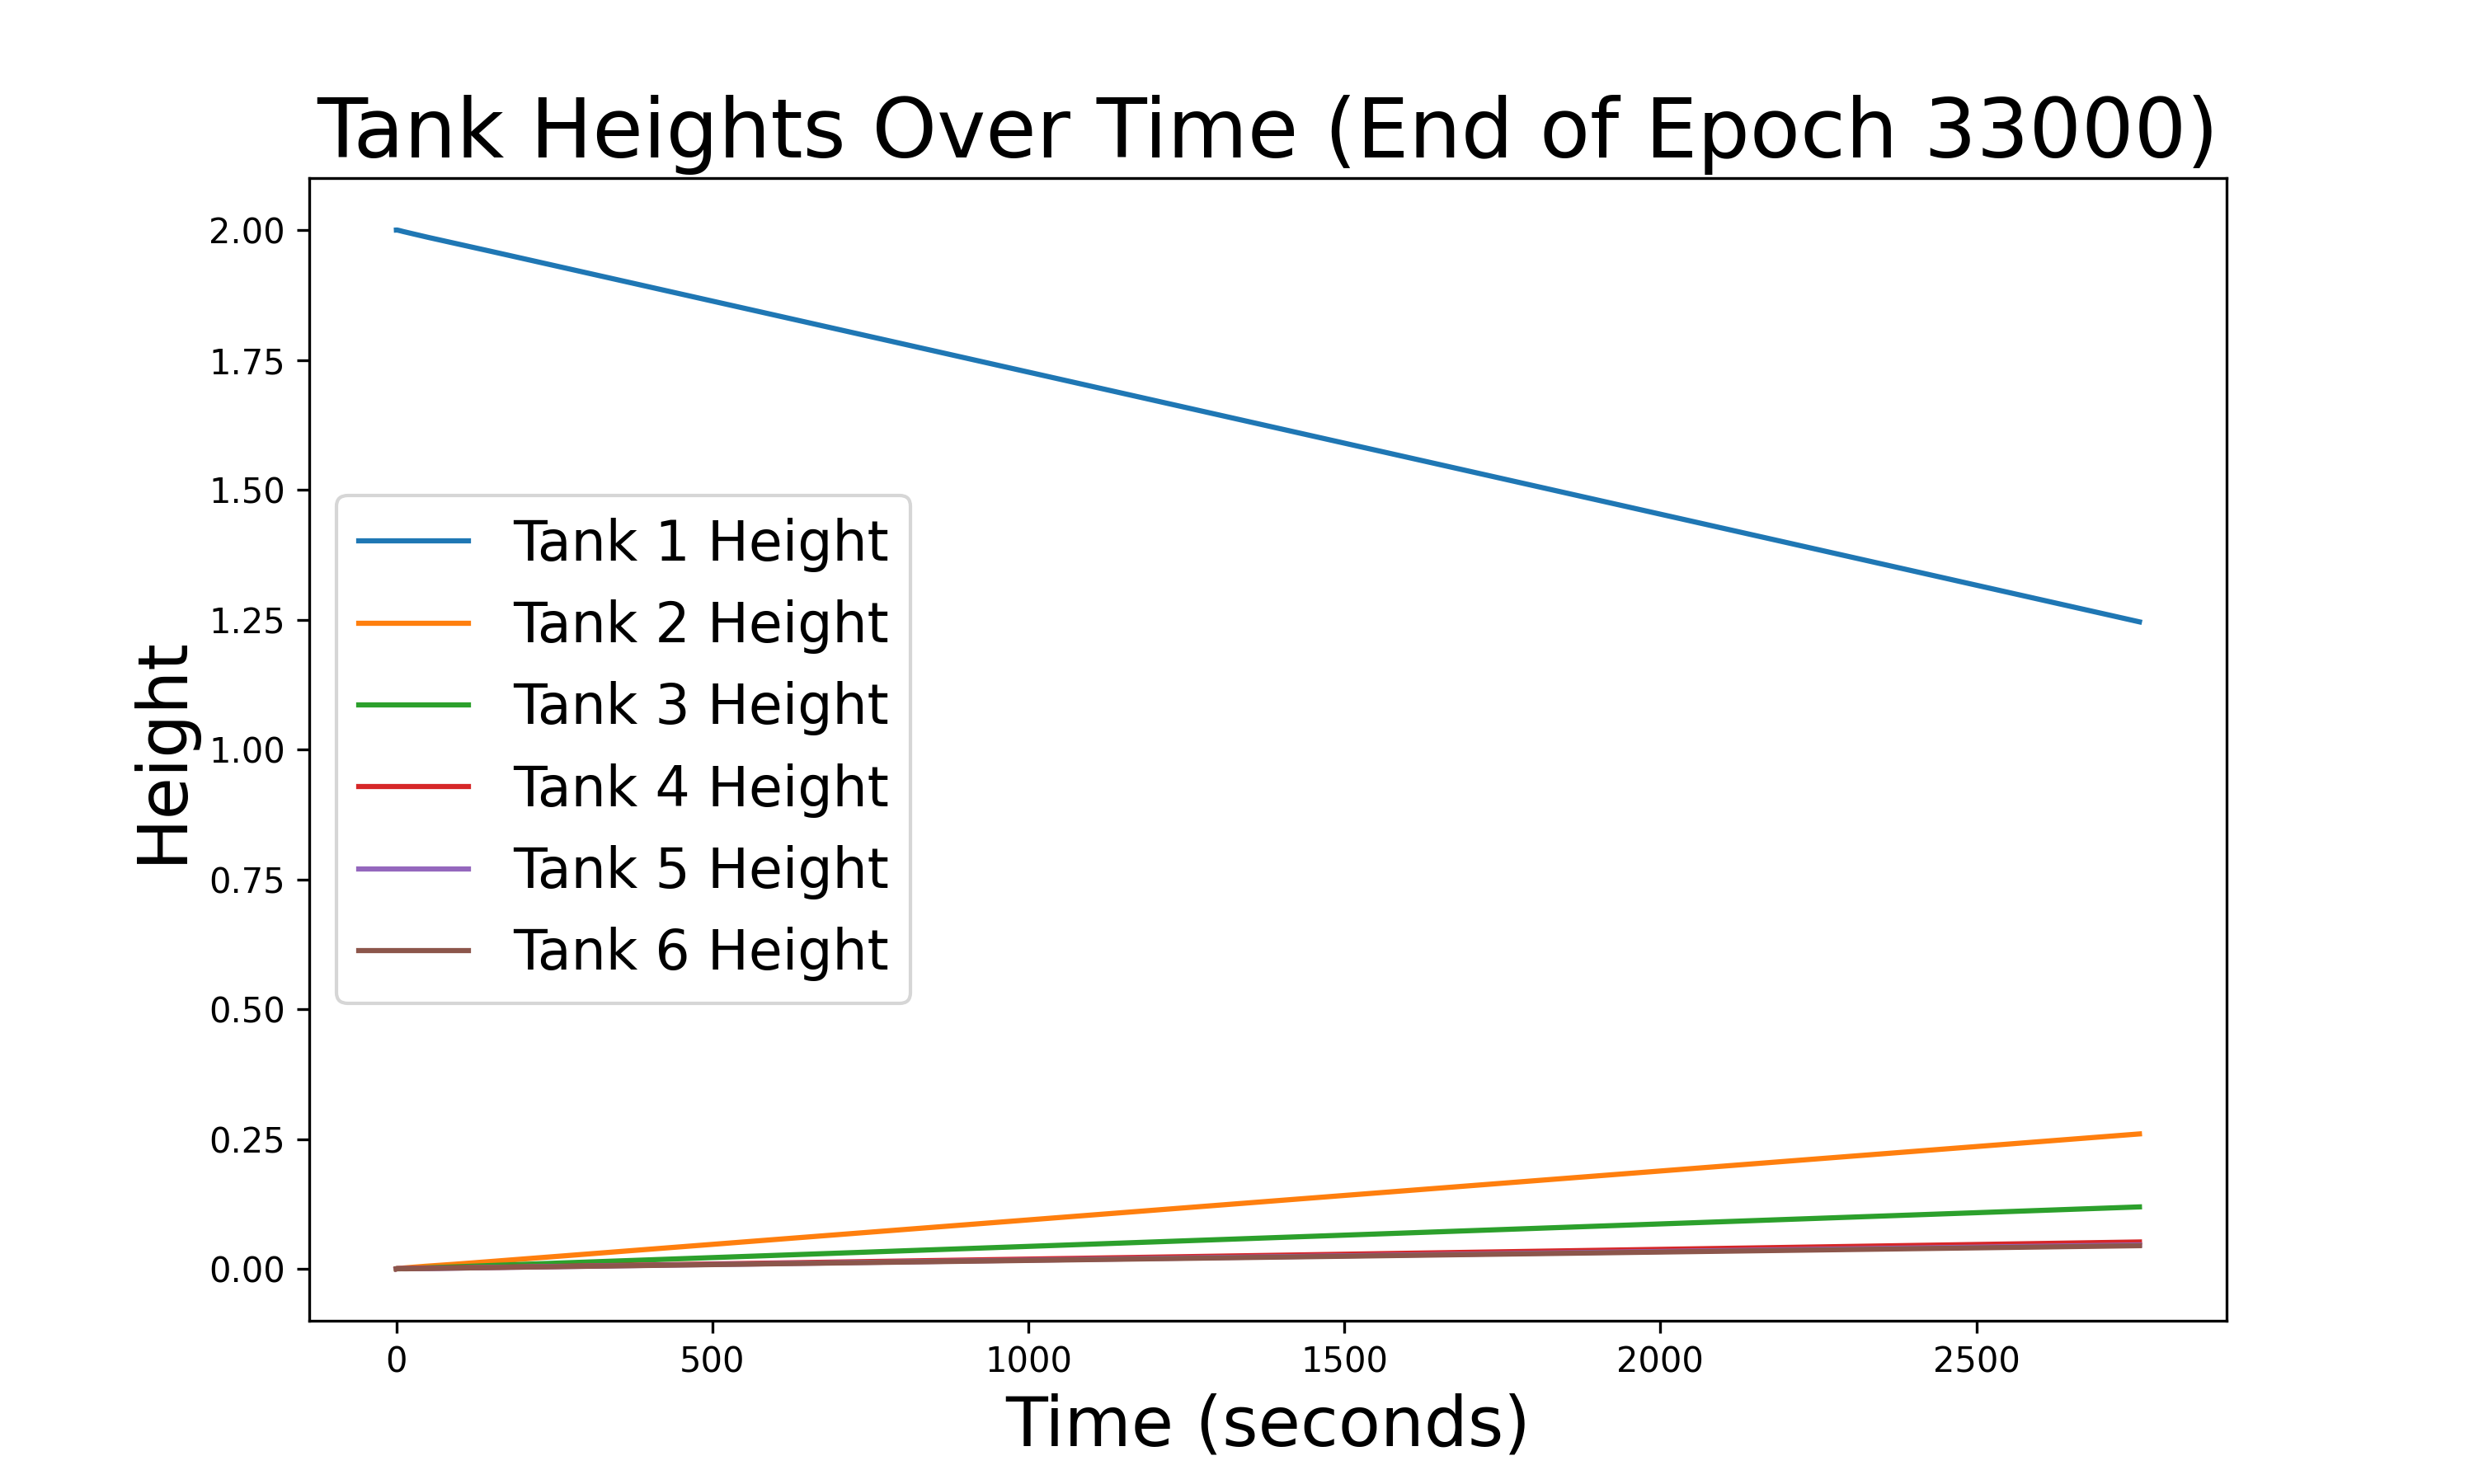 Tank Heights Over Time (End of Epoch 33000)
Height
2.00
1.75
1.50
1.25
1.00
0.75
0.50
0.25
0.00
Tank 1 Height
Tank 2 Height
Tank 3 Height
Tank 4 Height
Tank 5 Height
Tank 6 Height
0 500 1000 1500 2000 2500
Time (seconds)